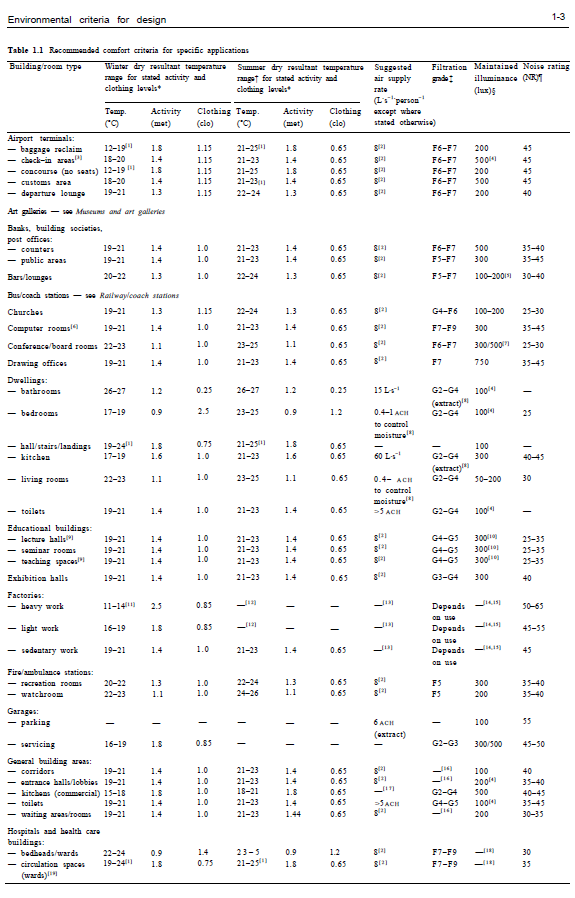 Environmental criteria for design 1-3
Table 1.1 Recommended comfort criteria for specific applications
Building/room type Winter dry resultant temperature Summer dry resultant temperature Suggested Filtration Maintained Noise rating
range for stated activity and range† for stated activity and air supply grade‡ illuminance (NR)¶
clothing levels* clothing levels* rate (lux)§
(L·s⁻¹·person⁻¹
Temp. Activity Clothing Temp. Activity Clothing except where
(°C) (met) (clo) (°C) (met) (clo) stated otherwise)
Airport terminals:
— baggage reclaim 12–19[1] 1.8 1.15 21–25[1] 1.8 0.65 8[2] F6–F7 200 45
— check-in areas[3] 18–20 1.4 1.15 21–23 1.4 0.65 8[2] F6–F7 500[4] 45
— concourse (no seats) 12–19 [1] 1.8 1.15 21–25 1.8 0.65 8[2] F6–F7 200 45
— customs area 18–20 1.4 1.15 21–23[1] 1.4 0.65 8[2] F6–F7 500 45
— departure lounge 19–21 1.3 1.15 22–24 1.3 0.65 8[2] F6–F7 200 40
Art galleries — see Museums and art galleries
Banks, building societies,
post offices:
— counters 19–21 1.4 1.0 21–23 1.4 0.65 8[2] F6–F7 500 35–40
— public areas 19–21 1.4 1.0 21–23 1.4 0.65 8[2] F5–F7 300 35–45
Bars/lounges 20–22 1.3 1.0 22–24 1.3 0.65 8[2] F5–F7 100–200[5] 30–40
Bus/coach stations — see Railway/coach stations
Churches 19–21 1.3 1.15 22–24 1.3 0.65 8[2] G4–F6 100–200 25–30
Computer rooms[6] 19–21 1.4 1.0 21–23 1.4 0.65 8[2] F7–F9 300 35–45
Conference/board rooms 22–23 1.1 1.0 23–25 1.1 0.65 8[2] F6–F7 300/500[7] 25–30
Drawing offices 19–21 1.4 1.0 21–23 1.4 0.65 8[2] F7 750 35–45
Dwellings:
— bathrooms 26–27 1.2 0.25 26–27 1.2 0.25 15 L·s⁻¹ G2–G4 100[4] —
(extract)[8]
— bedrooms 17–19 0.9 2.5 23–25 0.9 1.2 0.4–1 ACH G2–G4 100[4] 25
to control
moisture[8]
— hall/stairs/landings 19–24[1] 1.8 0.75 21–25[1] 1.8 0.65 — — 100 —
— kitchen 17–19 1.6 1.0 21–23 1.6 0.65 60 L·s⁻¹ G2–G4 300 40–45
(extract)[8]
— living rooms 22–23 1.1 1.0 23–25 1.1 0.65 0.4– ACH G2–G4 50–200 30
to control
moisture[8]
— toilets 19–21 1.4 1.0 21–23 1.4 0.65 >5 ACH G2–G4 100[4] —
Educational buildings:
— lecture halls[9] 19–21 1.4 1.0 21–23 1.4 0.65 8[2] G4–G5 300[10] 25–35
— seminar rooms 19–21 1.4 1.0 21–23 1.4 0.65 8[2] G4–G5 300[10] 25–35
— teaching spaces[9] 19–21 1.4 1.0 21–23 1.4 0.65 8[2] G4–G5 300[10] 25–35
Exhibition halls 19–21 1.4 1.0 21–23 1.4 0.65 8[2] G3–G4 300 40
Factories:
— heavy work 11–14[11] 2.5 0.85 —[12] — — —[13] Depends —[14,15] 50–65
on use
— light work 16–19 1.8 0.85 —[12] — — —[13] Depends —[14,15] 45–55
on use
— sedentary work 19–21 1.4 1.0 21–23 1.4 0.65 —[13] Depends —[14,15] 45
on use
Fire/ambulance stations:
— recreation rooms 20–22 1.3 1.0 22–24 1.3 0.65 8[2] F5 300 35–40
— watchroom 22–23 1.1 1.0 24–26 1.1 0.65 8[2] F5 200 35–40
Garages:
— parking — — — — — — 6 ACH — 100 55
(extract)
— servicing 16–19 1.8 0.85 — — — — G2–G3 300/500 45–50
General building areas:
— corridors 19–21 1.4 1.0 21–23 1.4 0.65 8[2] —[16] 100 40
— entrance halls/lobbies 19–21 1.4 1.0 21–23 1.4 0.65 8[2] —[16] 200[4] 35–40
— kitchens (commercial) 15–18 1.8 1.0 18–21 1.8 0.65 —[17] G2–G4 500 40–45
— toilets 19–21 1.4 1.0 21–23 1.4 0.65 >5 ACH G4–G5 100[4] 35–45
— waiting areas/rooms 19–21 1.4 1.0 21–23 1.44 0.65 8[2] —[16] 200 30–35
Hospitals and health care
buildings:
— bedheads/wards 22–24 0.9 1.4 23–5 0.9 1.2 8[2] F7–F9 —[18] 30
— circulation spaces 19–24[1] 1.8 0.75 21–25[1] 1.8 0.65 8[2] F7–F9 —[18] 35
(wards)[19]